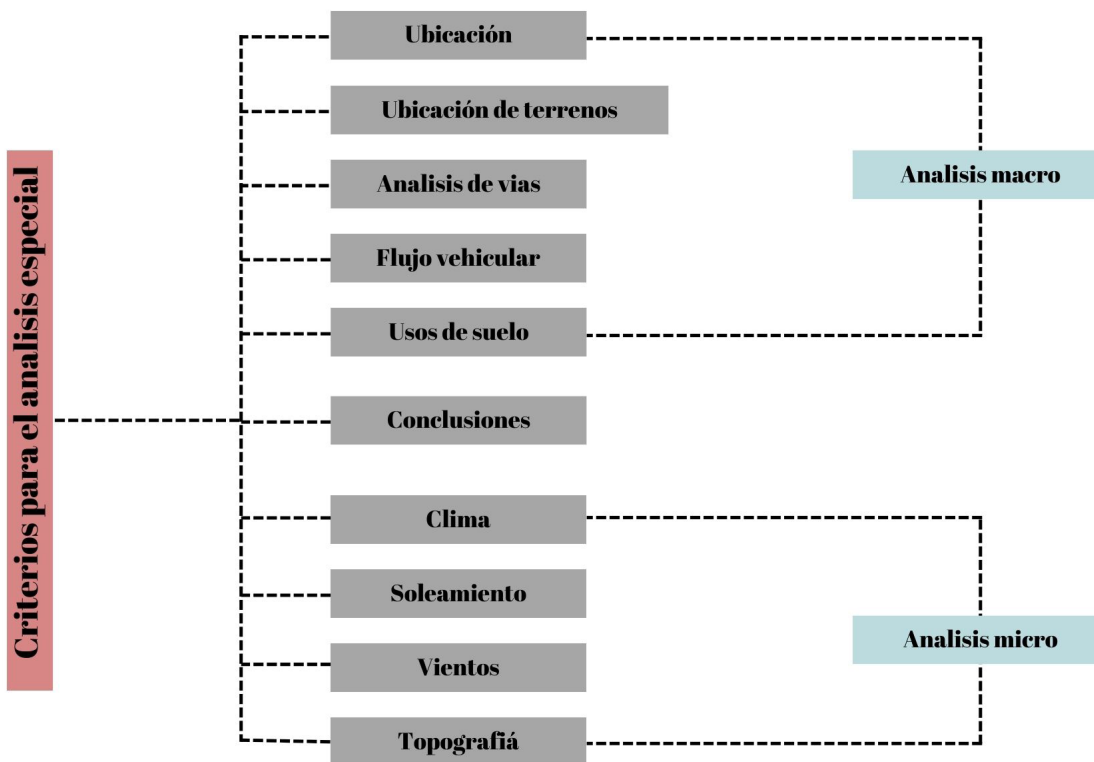 Criterios para el analisis especial
Ubicación
Ubicación de terrenos
Analisis de vias
Flujo vehicular
Usos de suelo
Conclusiones
Clima
Soleamiento
Vientos
Topografiá
Analisis macro
Analisis micro